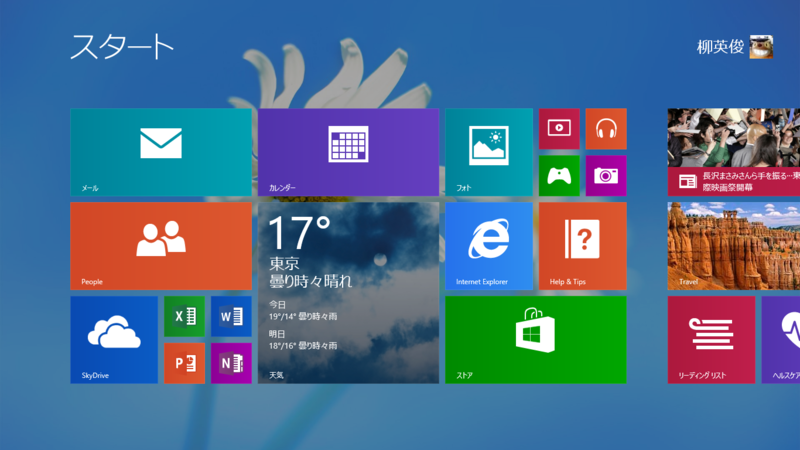 スタート
柳英俊
メール
カレンダー
フォト
長沢まさみさんら手を振る…東
際映画祭開幕
People
17°
東京
曇り時々晴れ
今日
19°/14° 曇り時々雨
明日
18°/16° 曇り時々雨
天気
Internet Explorer
Help & Tips
Travel
SkyDrive
X
W
P
N
ストア
リーディング リスト
ヘルスケア